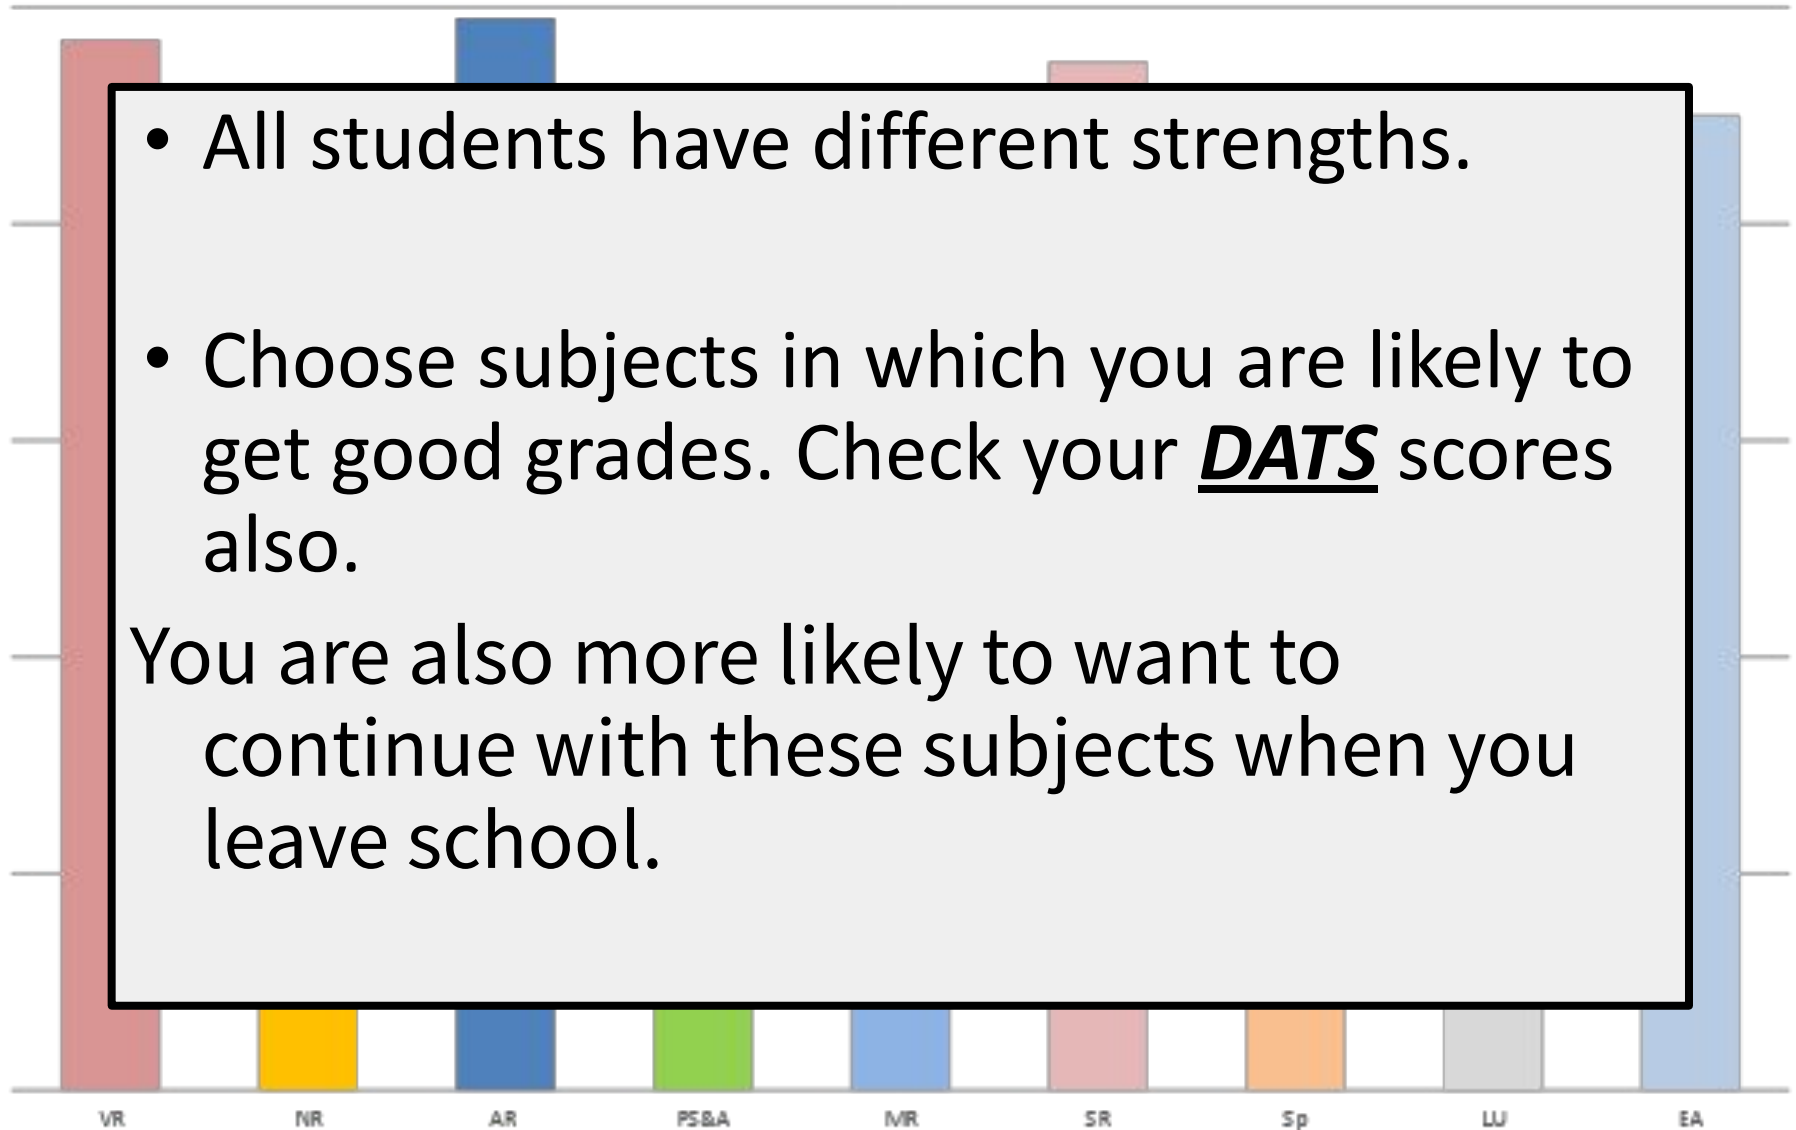 • All students have different strengths.
• Choose subjects in which you are likely to
get good grades. Check your DATS scores
also.
You are also more likely to want to
continue with these subjects when you
leave school.
VR NR AR PS&A MR SR Sp LU EA